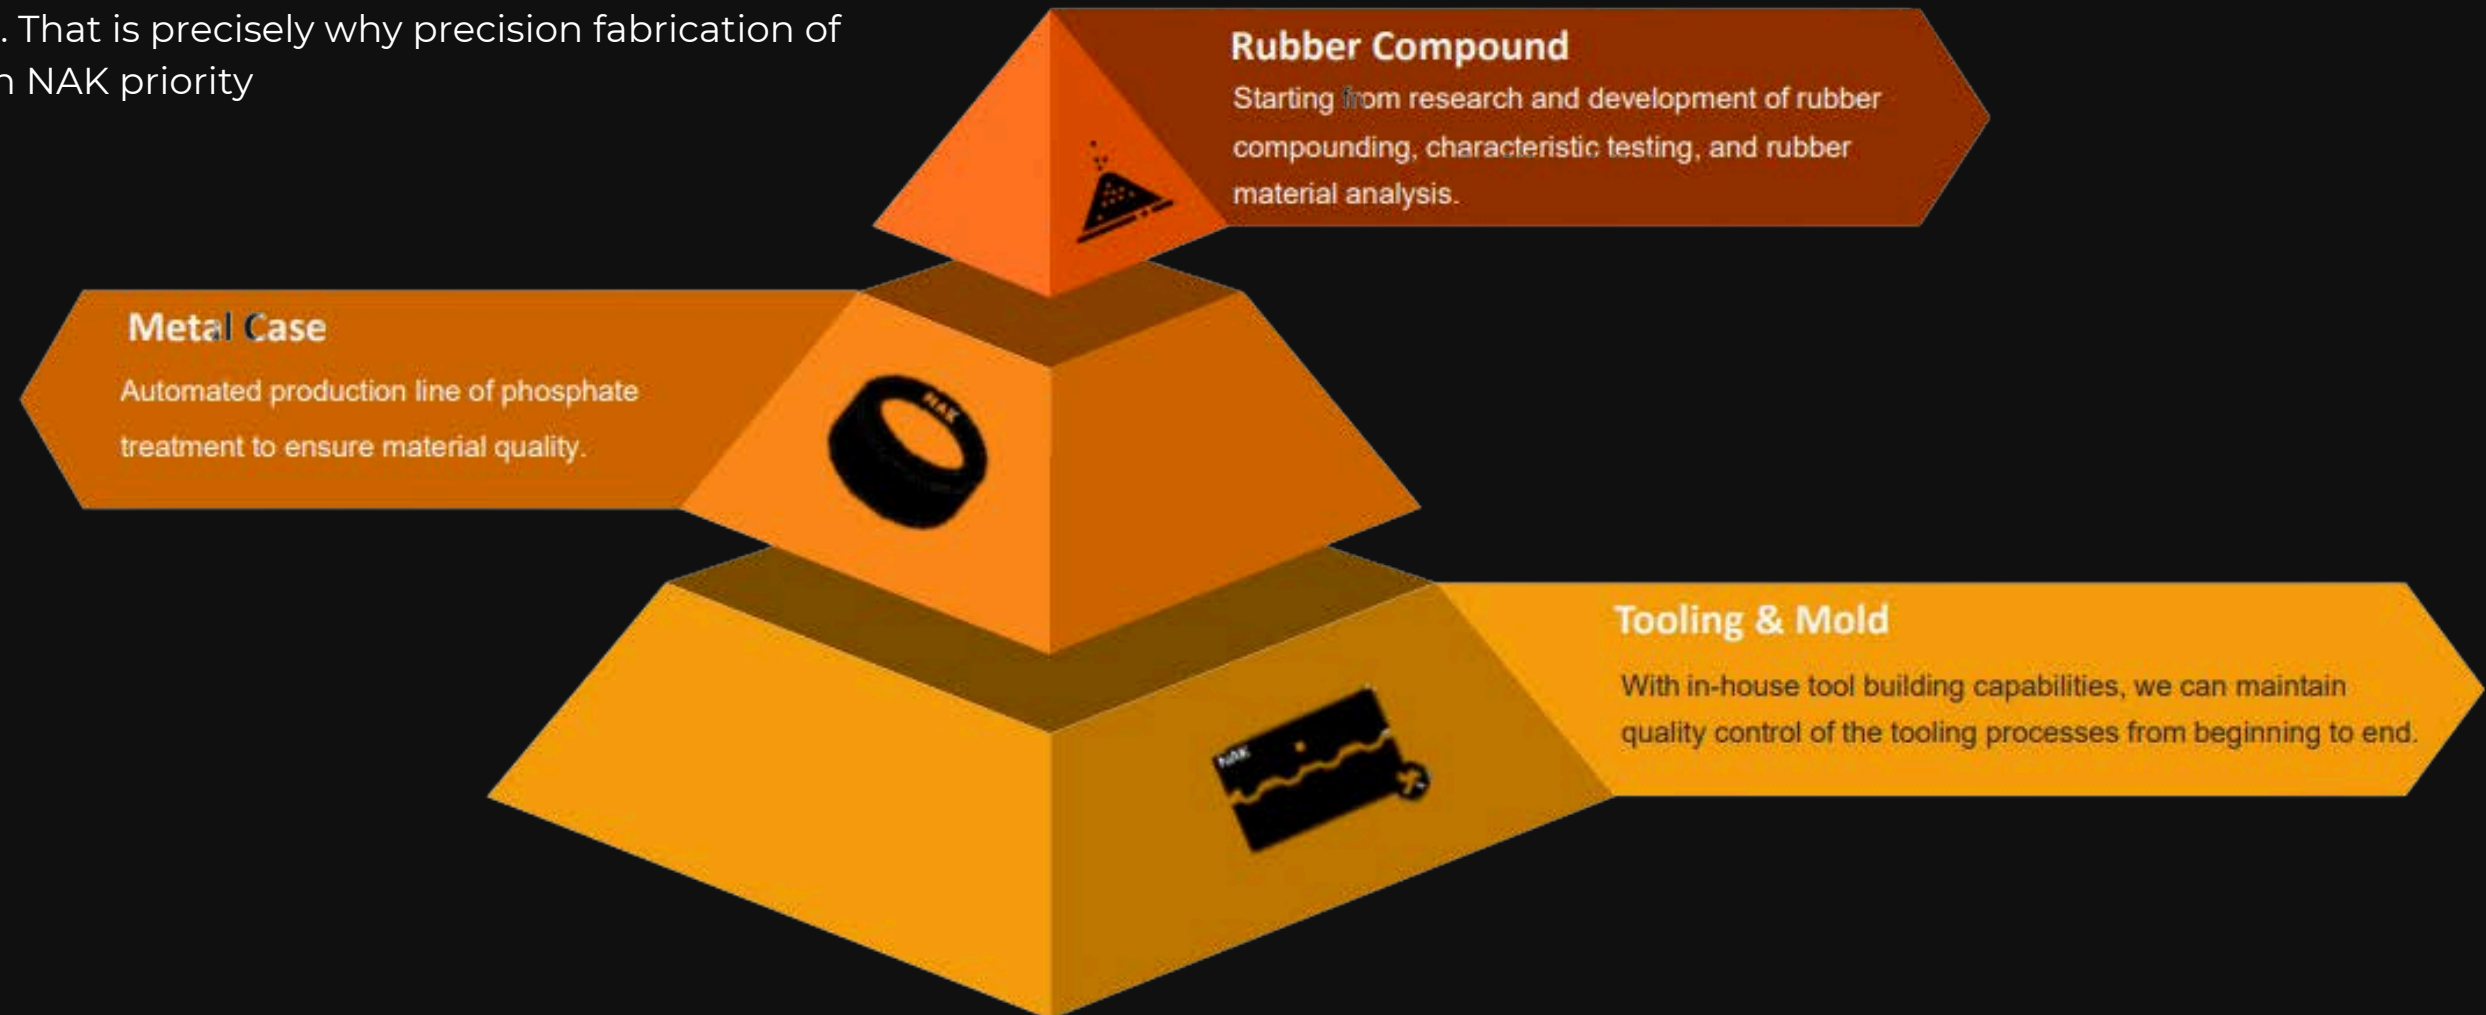 . That is precisely why precision fabrication of
n NAK priority
Rubber Compound
Starting from research and development of rubber
compounding, characteristic testing, and rubber
material analysis.
Metal Case
Automated production line of phosphate
treatment to ensure material quality.
NAK
Tooling & Mold
With in-house tool building capabilities, we can maintain
quality control of the tooling processes from beginning to end.
NAK